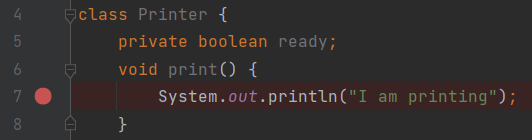 4 class Printer {
5     private boolean ready;
6     void print() {
7         System.out.println("I am printing");
8     }